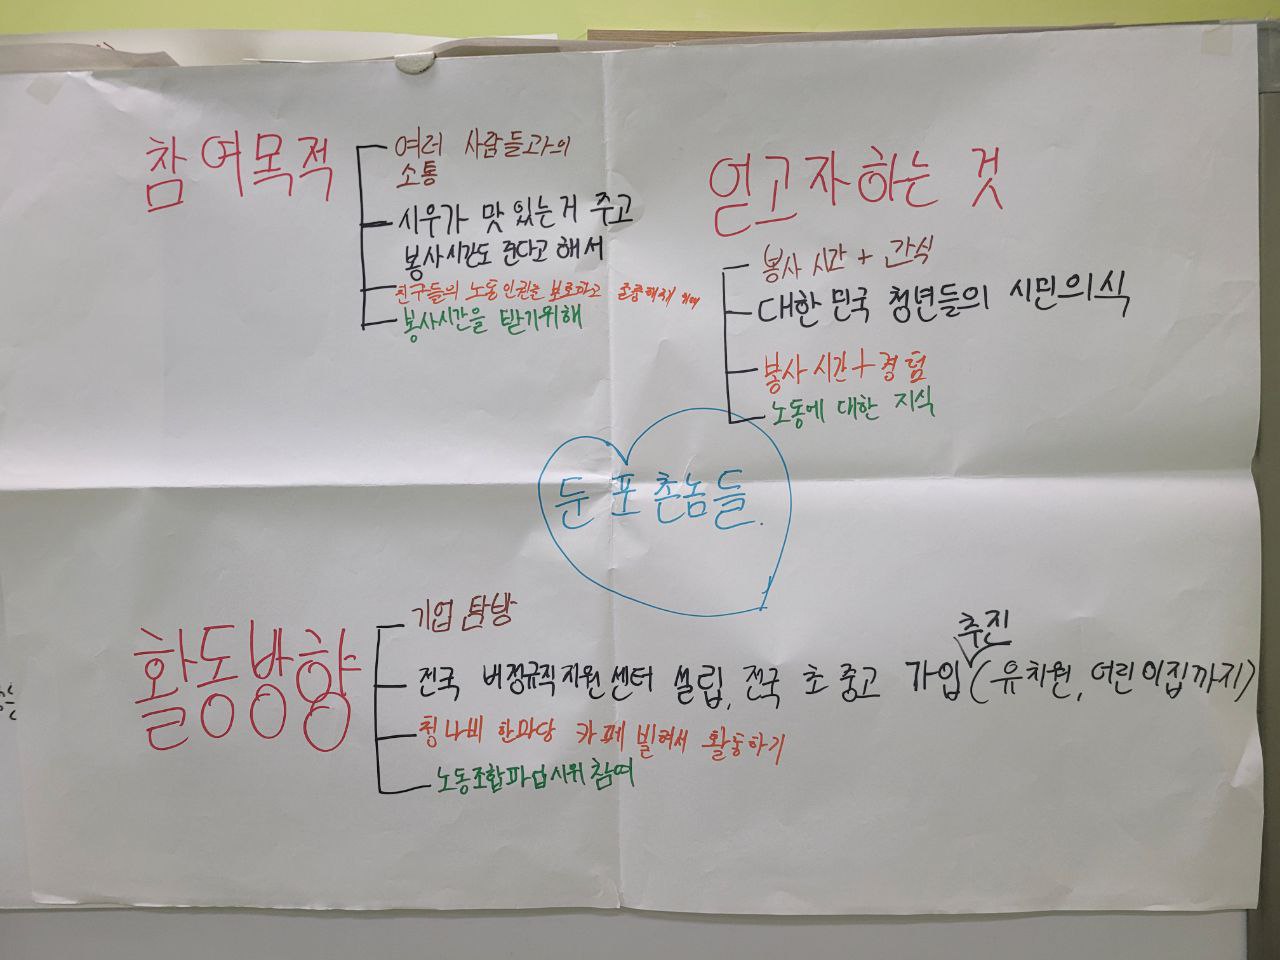 참여목적
여러 사람들과의
소통
시우가 맛있는거 주고
봉사시간도 준다고 해서
친구들의 노동인권을 보호하고 존중해주기 위해
봉사시간을 받기위해
얻고자하는 것
봉사 시간 + 간식
대한민국 청년들의 시민의식
봉사 시간 + 경험
노동에 대한 지식
둔포촌놈들.
활동방향
기업 탐방
추진
전국 비정규직지원센터 설립, 전국 초중고 가입(유치원, 어린이집까지)
청나비 한마당 카페 빌려서 활동하기
노동조합파업시위참여